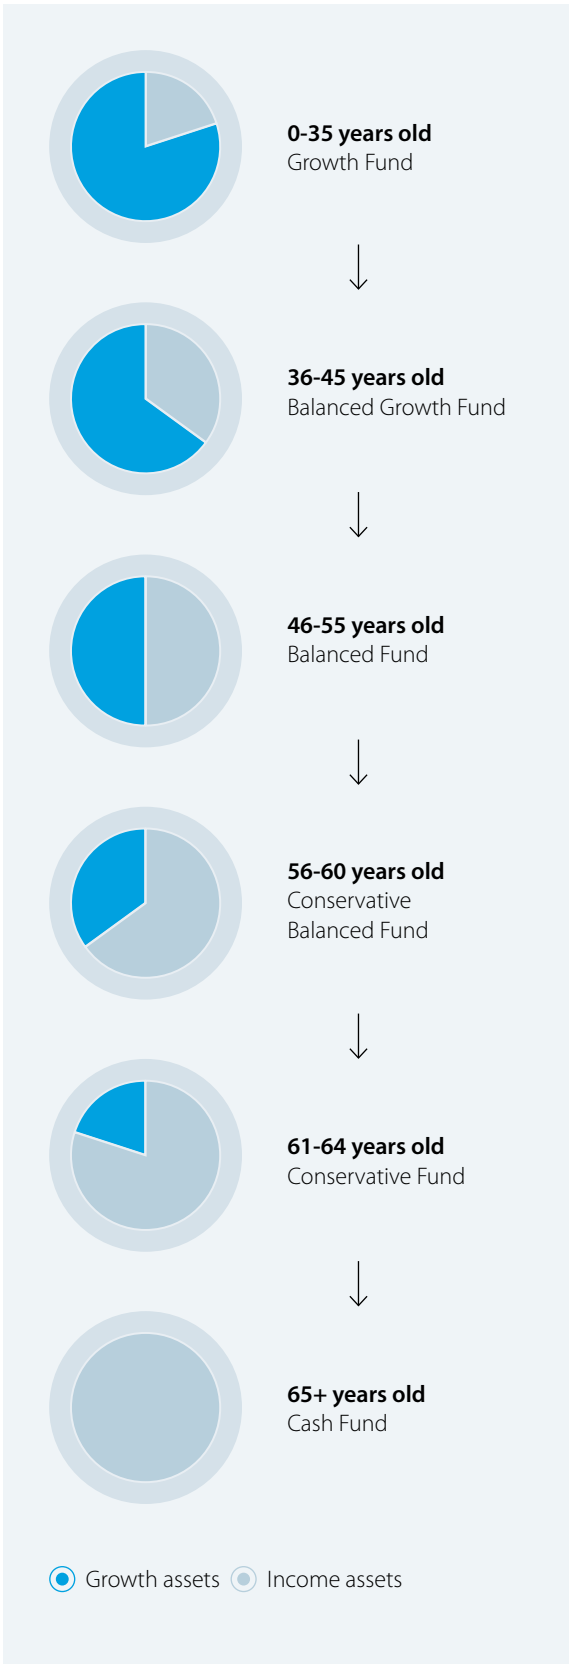 0-35 years old
Growth Fund
36-45 years old
Balanced Growth Fund
46-55 years old
Balanced Fund
56-60 years old
Conservative
Balanced Fund
61-64 years old
Conservative Fund
65+ years old
Cash Fund
Growth assets Income assets